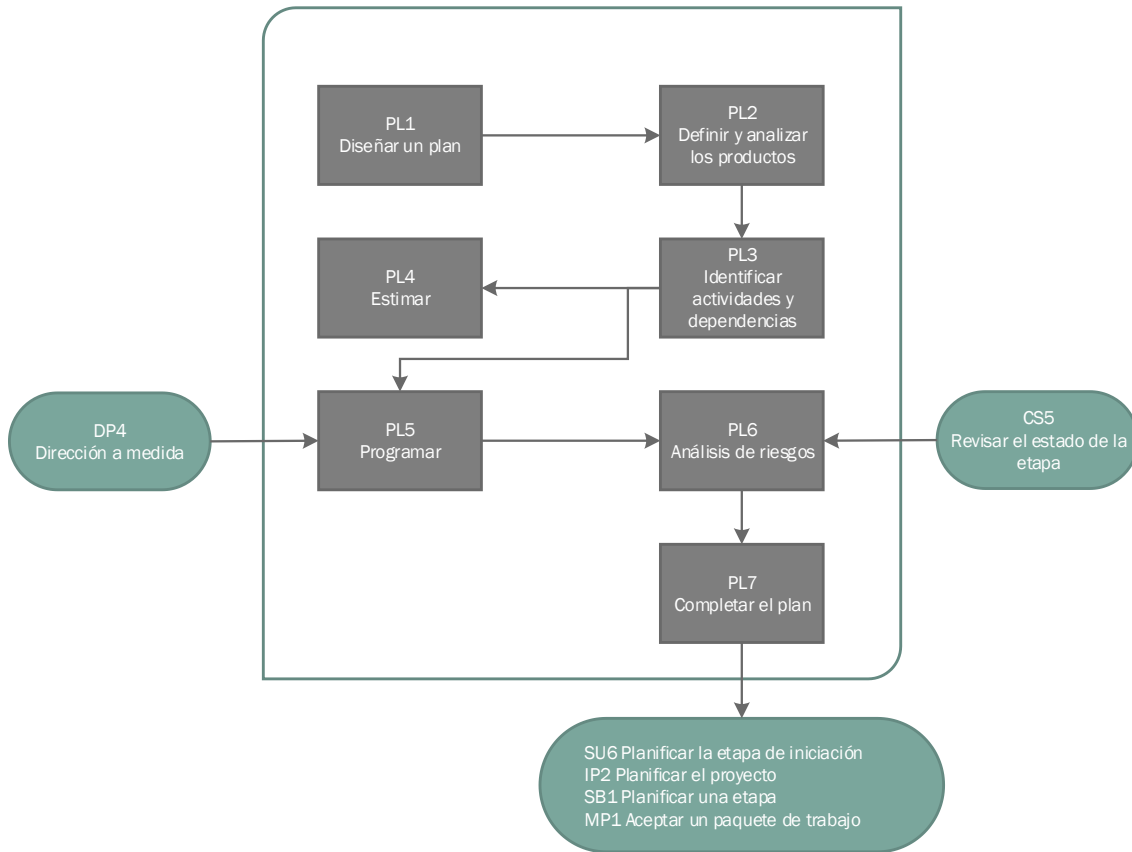 PL1
Diseñar un plan
PL2
Definir y analizar
los productos
PL4
Estimar
PL3
Identificar
actividades y
dependencias
DP4
Dirección a medida
PL5
Programar
PL6
Análisis de riesgos
CS5
Revisar el estado de la
etapa
PL7
Completar el plan
SU6 Planificar la etapa de iniciación
IP2 Planificar el proyecto
SB1 Planificar una etapa
MP1 Aceptar un paquete de trabajo